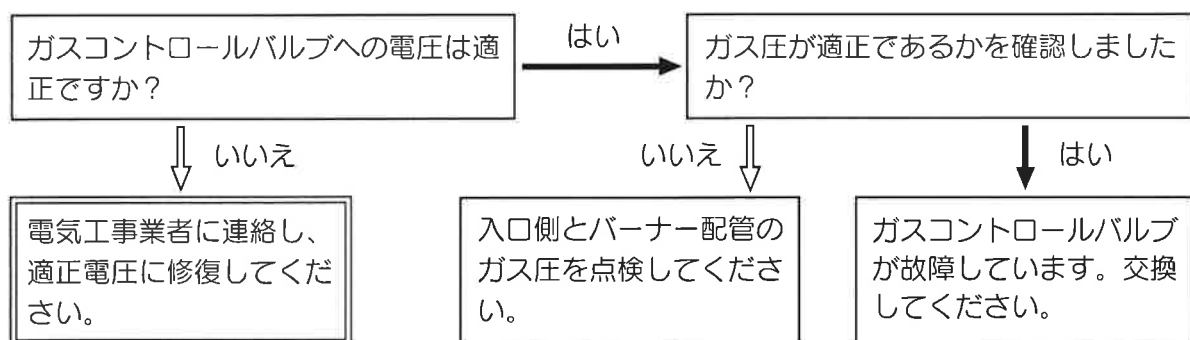 ガスコントロールバルブへの電圧は適
正ですか？
はい
ガス圧が適正であるかを確認しました
か？
いいえ
いいえ
はい
電気工事業者に連絡し、
適正電圧に修復してくだ
さい。
入口側とバーナー配管の
ガス圧を点検してくださ
い。
ガスコントロールバルブ
が故障しています。交換
してください。